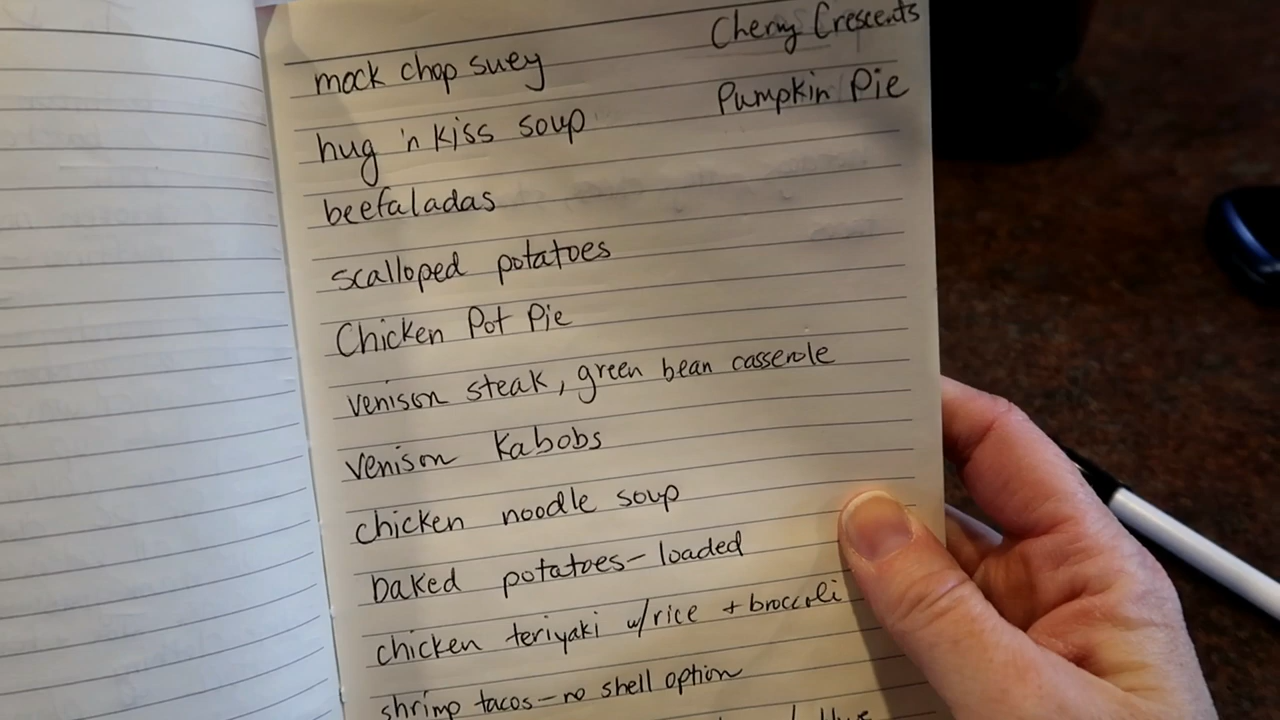 mock chop suey
hug 'n kiss soup
beefaladas
scalloped potatoes
Chicken Pot Pie
venison steak, green bean casserole
venison kabobs
chicken noodle soup
baked potatoes - loaded
chicken teriyaki w/rice + broccoli
shrimp tacos - no shell option
Cherry Crescents
Pumpkin Pie